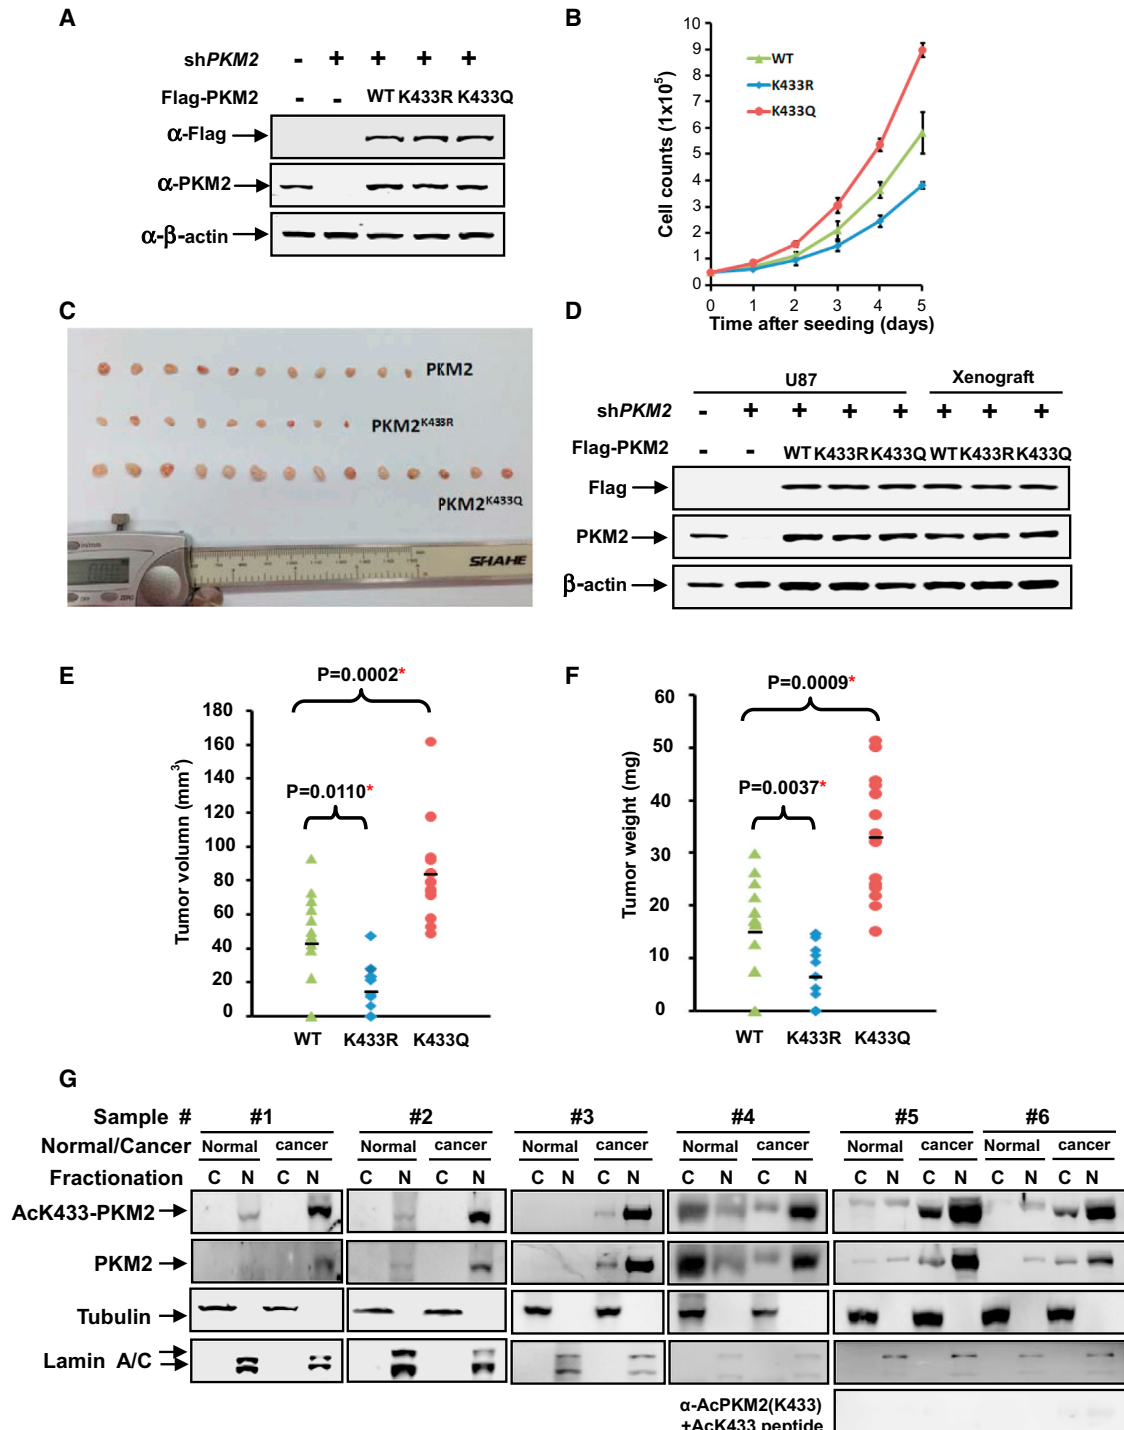 A
shPKM2 - + + + +
Flag-PKM2 - - WT K433R K433Q
α-Flag
α-PKM2
α-β-actin
B
Cell counts (1x10⁵)
10
9
8
7
6
5
4
3
2
1
0
WT
K433R
K433Q
0 1 2 3 4 5
Time after seeding (days)
C
PKM2
PKM2K433R
PKM2K433Q
SHAHE
ZERO
D
U87 Xenograft
shPKM2 - + + + + + + +
Flag-PKM2 - - WT K433R K433Q WT K433R K433Q
Flag
PKM2
β-actin
E
P=0.0002*
P=0.0110*
Tumor volumn (mm³)
180
160
140
120
100
80
60
40
20
0
WT K433R K433Q
F
P=0.0009*
P=0.0037*
Tumor weight (mg)
60
50
40
30
20
10
0
WT K433R K433Q
G
Sample # #1 #2 #3 #4 #5 #6
Normal/Cancer Normal cancer Normal cancer Normal cancer Normal cancer Normal cancer Normal cancer
Fractionation C N C N C N C N C N C N C N C N C N C N C N C N
AcK433-PKM2
PKM2
Tubulin
Lamin A/C
α-AcPKM2(K433)
+AcK433 peptide